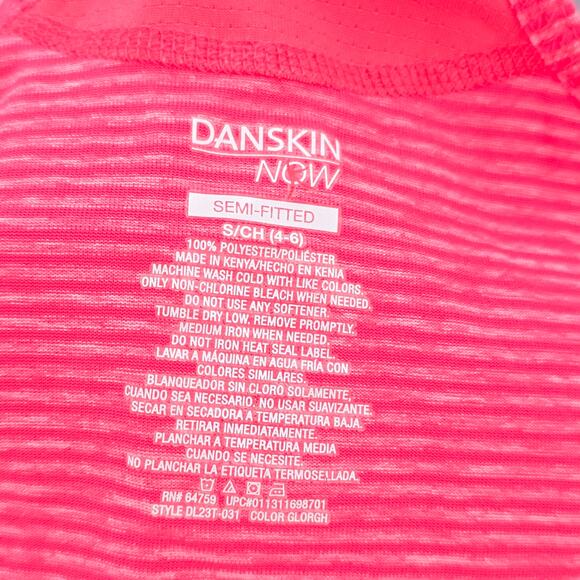 DANSKIN
NOW
SEMI-FITTED
S/CH (4-6)
100% POLYESTER/POLIÉSTER
MADE IN KENYA/HECHO EN KENIA
MACHINE WASH COLD WITH LIKE COLORS.
ONLY NON-CHLORINE BLEACH WHEN NEEDED.
DO NOT USE ANY SOFTENER.
TUMBLE DRY LOW. REMOVE PROMPTLY.
MEDIUM IRON WHEN NEEDED.
DO NOT IRON HEAT SEAL LABEL.
LAVAR A MÁQUINA EN AGUA FRÍA CON
COLORES SIMILARES.
BLANQUEADOR SIN CLORO SOLAMENTE,
CUANDO SEA NECESARIO. NO USAR SUAVIZANTE.
SECAR EN SECADORA A TEMPERATURA BAJA.
RETIRAR INMEDIATAMENTE.
PLANCHAR A TEMPERATURA MEDIA
CUANDO SE NECESITE.
NO PLANCHAR LA ETIQUETA TERMOSELLADA.
RN# 64759 UPC#011311698701
STYLE DL23T-031 COLOR GLORGH